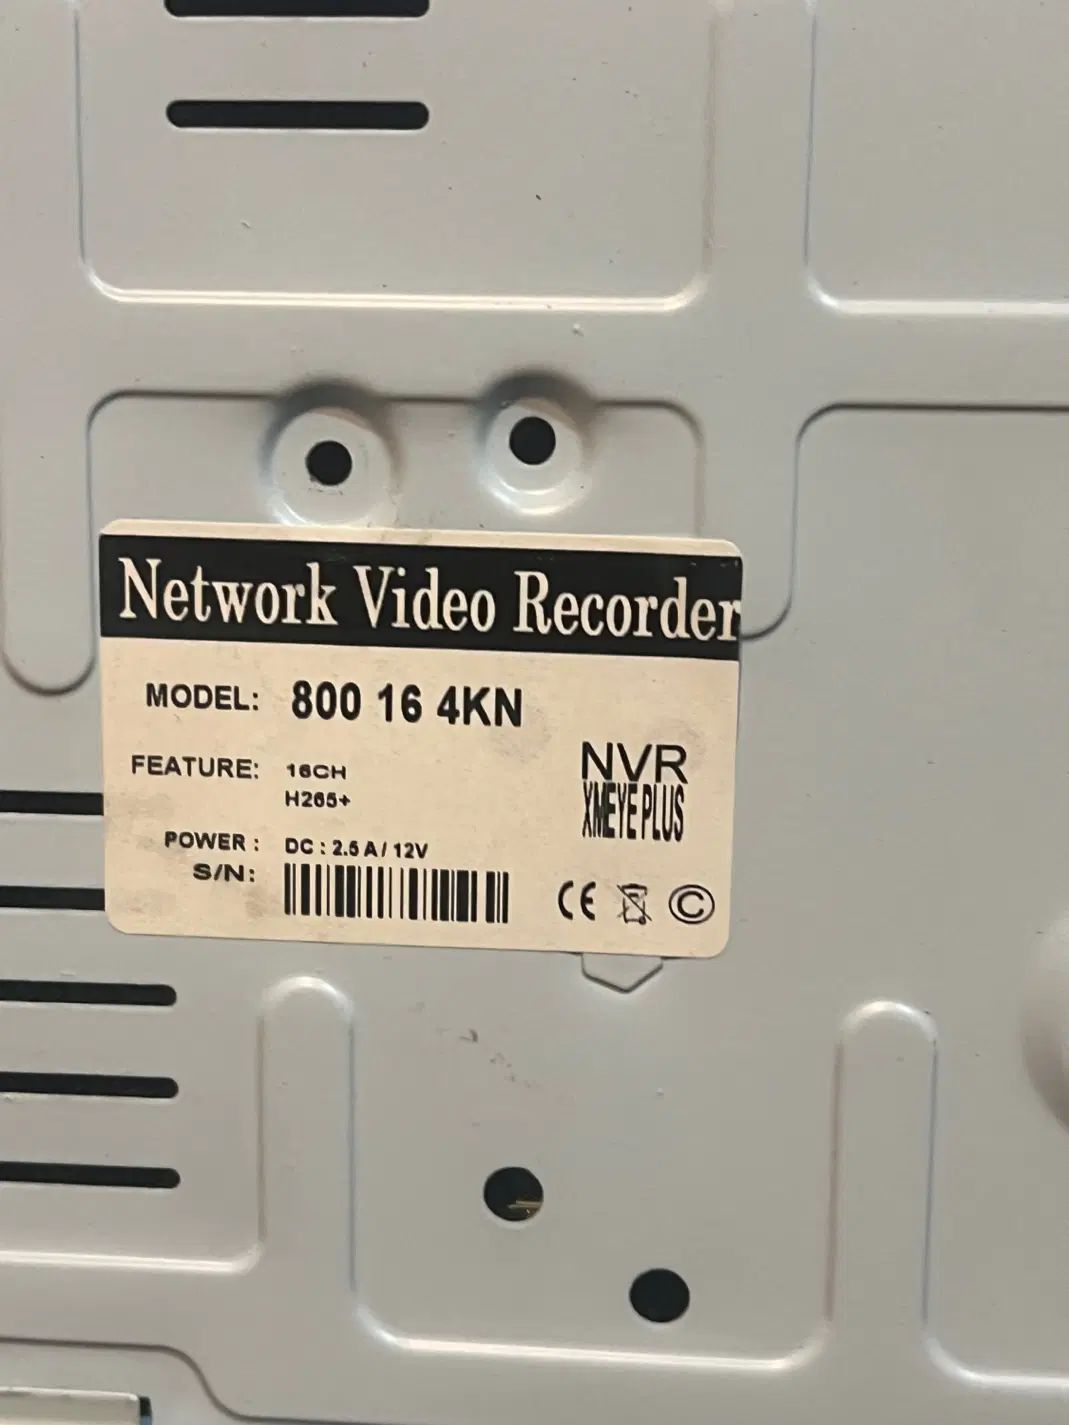 Network Video Recorder
MODEL: 800 16 4KN
FEATURE: 16CH
H265+
NVR
XMEYE PLUS
POWER : DC : 2.5 A / 12V
S/N:
CE ©